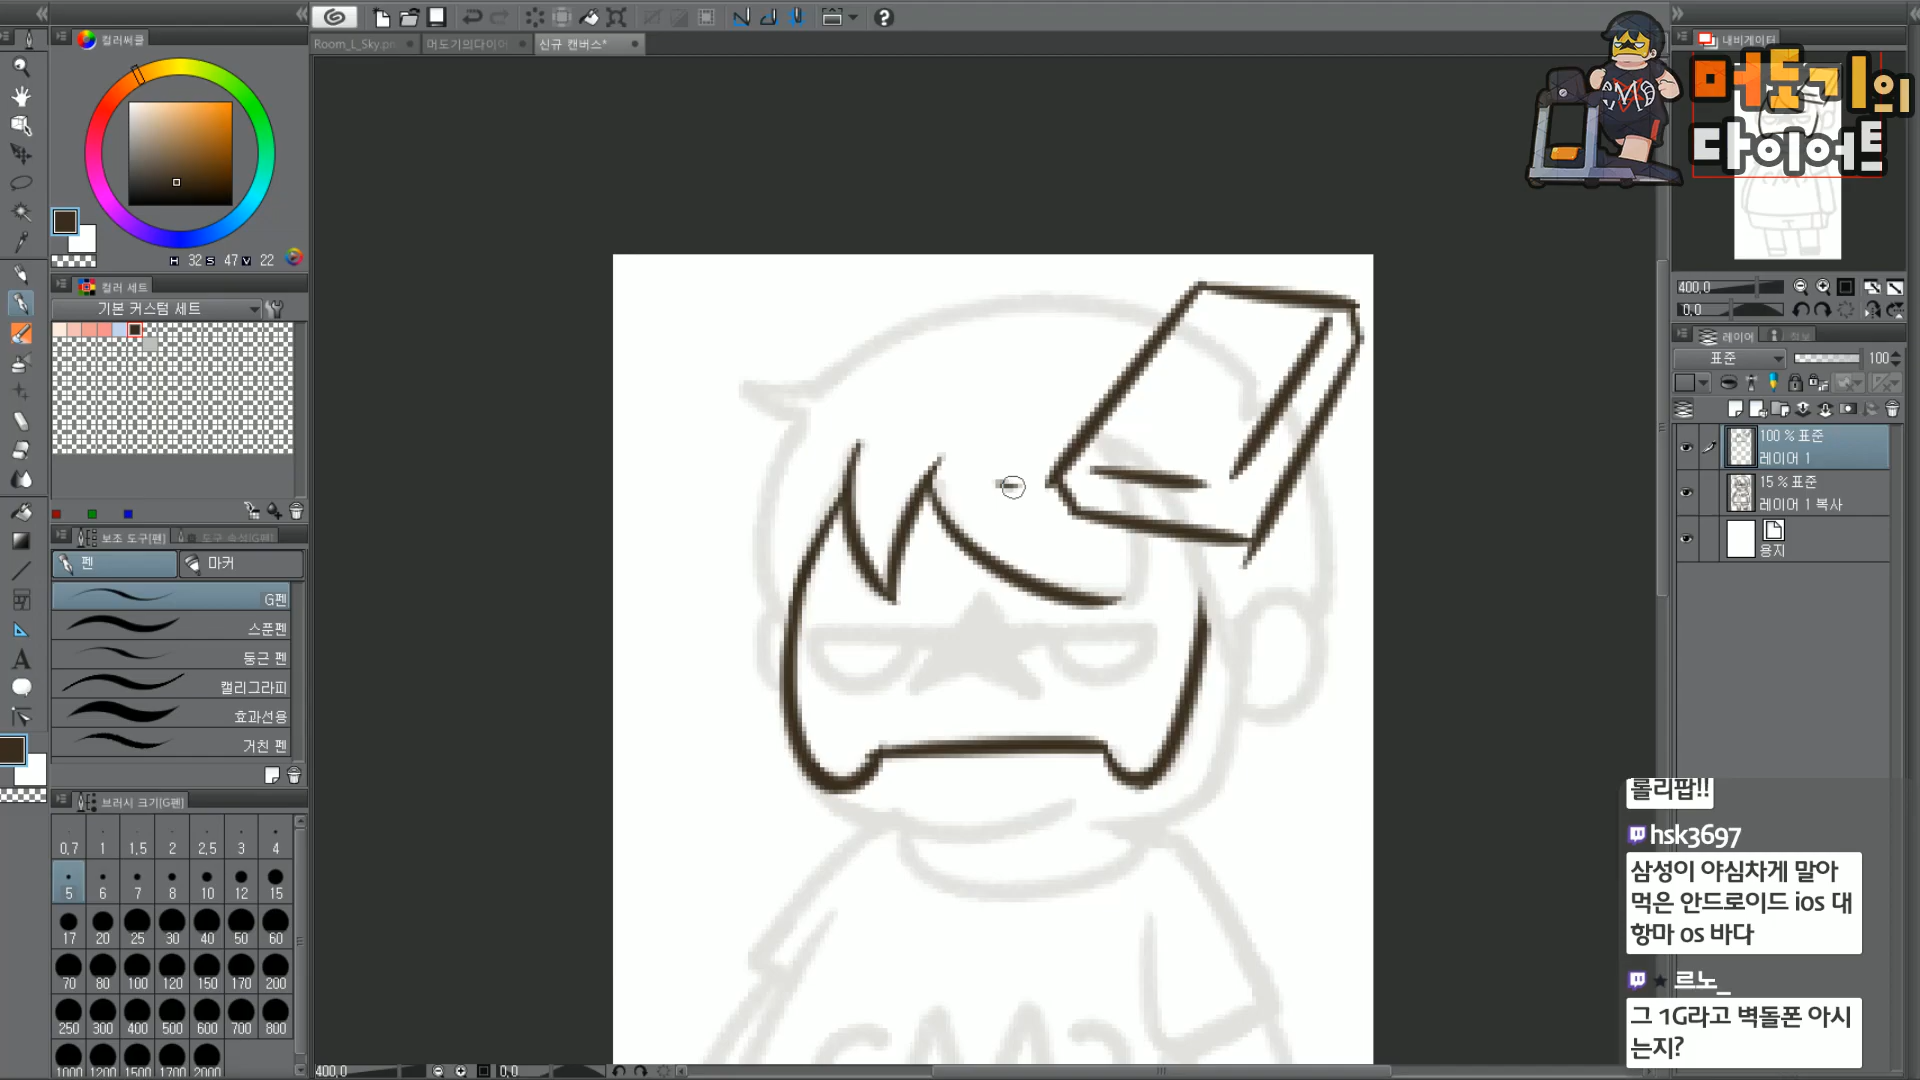 컬러써클
H 32 S 47 V 22
컬러 세트
기본 커스텀 세트
보조 도구[펜]
도구 속성[G펜]
펜
마커
G펜
스푼펜
둥근 펜
캘리그라피
효과선용
거친 펜
브러시 크기[G펜]
0.7 1 1.5 2 2.5 3 4
5 6 7 8 10 12 15
17 20 25 30 40 50 60
70 80 100 120 150 170 200
250 300 400 500 600 700 800
1000 1200 1500 1700 2000
Room_L_Sky.pn
머도기의다이어
신규 캔버스*
400.0
0.0
내비게이터
머도기의
다이어트
400.0
0.0
레이어
정보
표준
100
100 % 표준
레이어 1
15 % 표준
레이어 1 복사
용지
롤리팝!!
hsk3697
삼성이 야심차게 말아
먹은 안드로이드 ios 대
항마 os 바다
르노_
그 1G라고 벽돌폰 아시
는지?